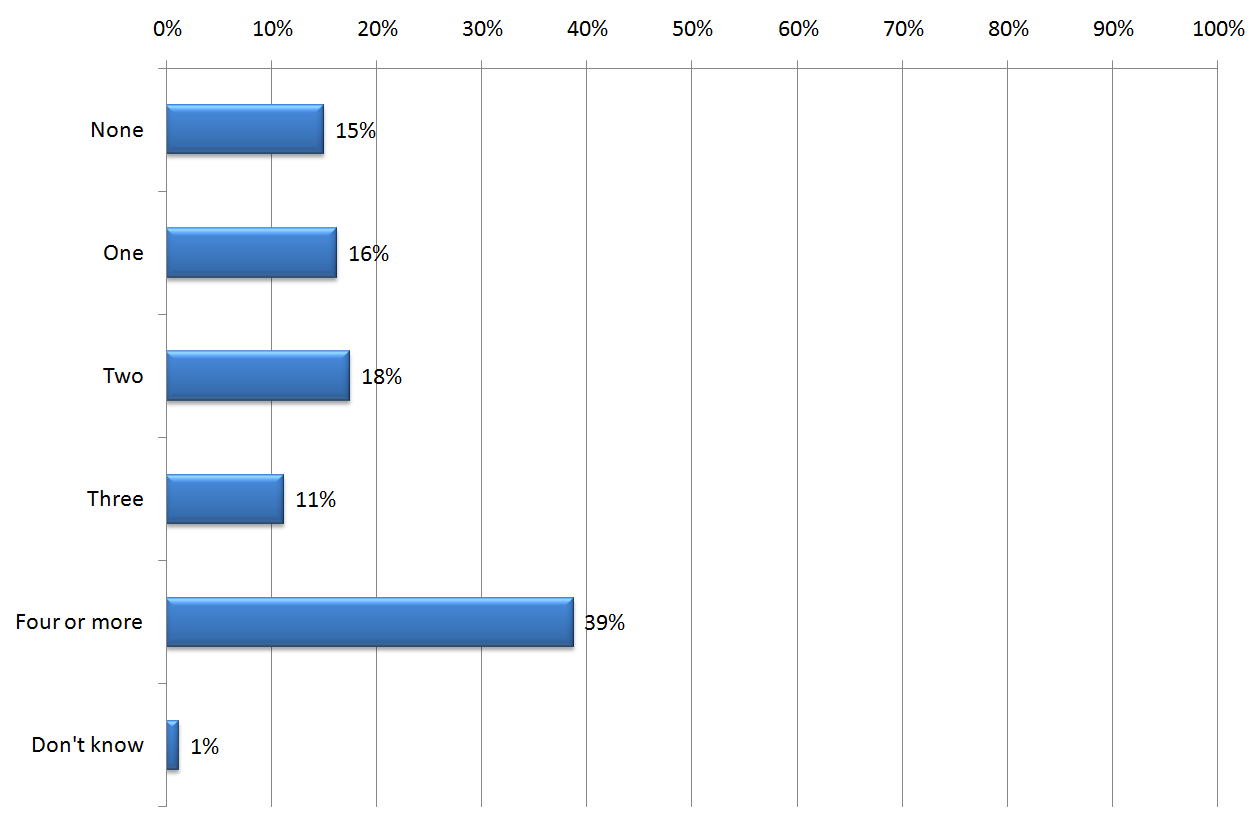 0% 10% 20% 30% 40% 50% 60% 70% 80% 90% 100%
None 15%
One 16%
Two 18%
Three 11%
Four or more 39%
Don't know 1%